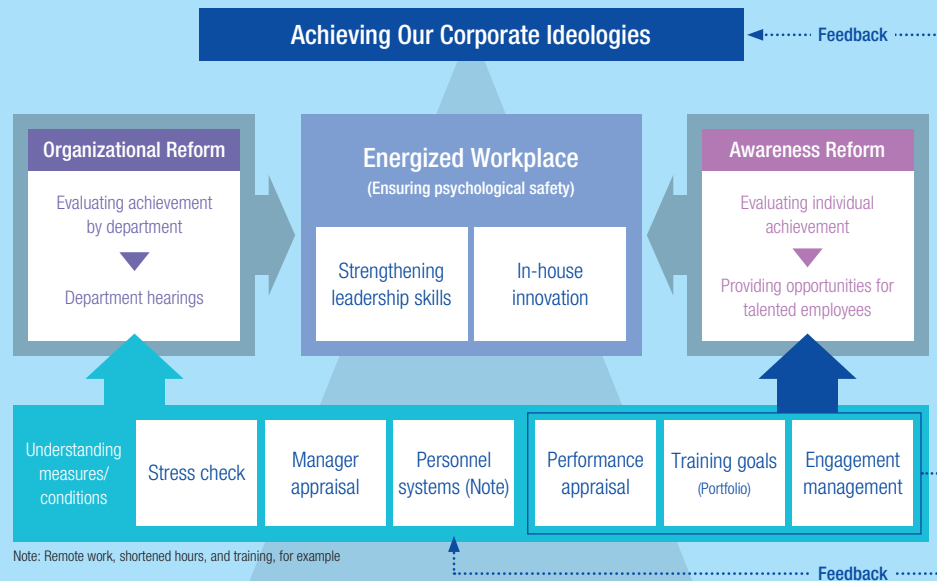 Achieving Our Corporate Ideologies
Feedback
Organizational Reform
Evaluating achievement
by department
Department hearings
Energized Workplace
(Ensuring psychological safety)
Strengthening
leadership skills
In-house
innovation
Awareness Reform
Evaluating individual
achievement
Providing opportunities for
talented employees
Understanding
measures/
conditions
Stress check
Manager
appraisal
Personnel
systems (Note)
Performance
appraisal
Training goals
(Portfolio)
Engagement
management
Note: Remote work, shortened hours, and training, for example
Feedback